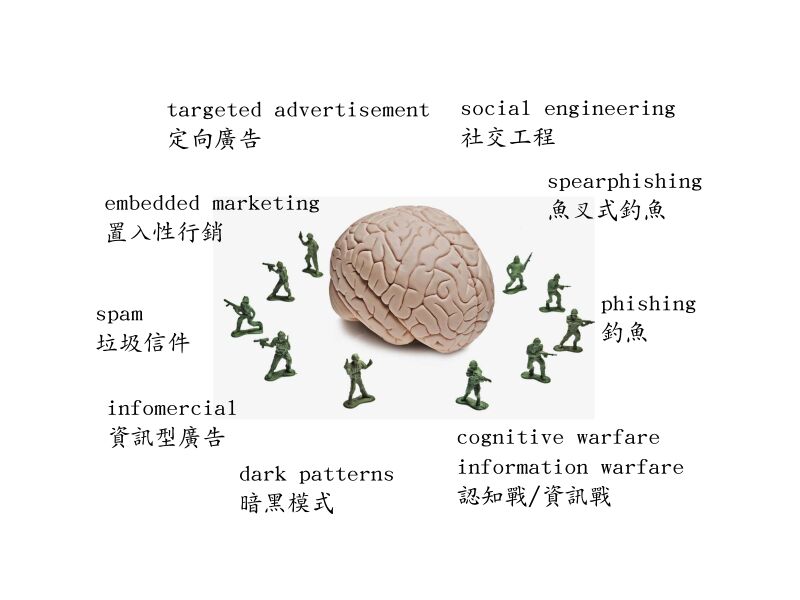 targeted advertisement
定向廣告
social engineering
社交工程
spearphishing
魚叉式釣魚
embedded marketing
置入性行銷
spam
垃圾信件
phishing
釣魚
infomercial
資訊型廣告
dark patterns
暗黑模式
cognitive warfare
information warfare
認知戰/資訊戰